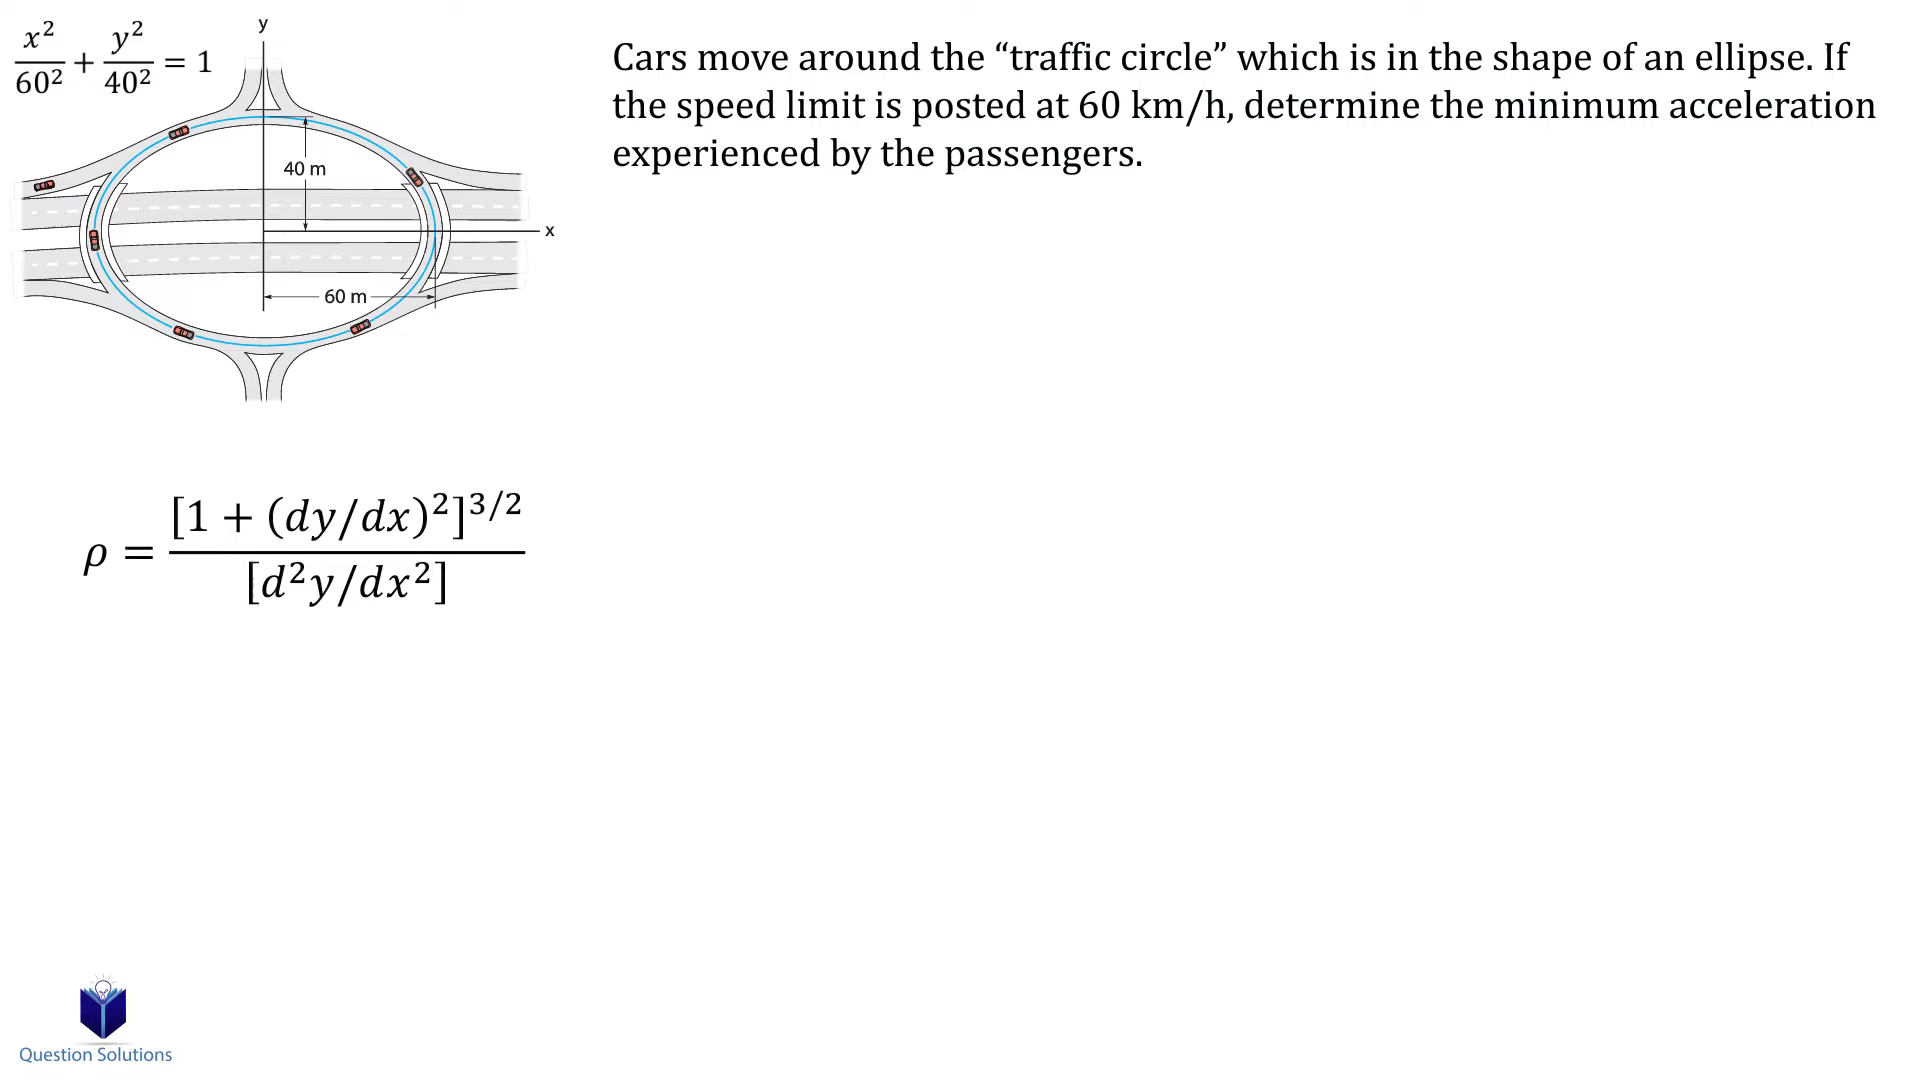 x²/60² + y²/40² = 1
y
Cars move around the “traffic circle” which is in the shape of an ellipse. If
the speed limit is posted at 60 km/h, determine the minimum acceleration
experienced by the passengers.
40 m
x
60 m
ρ = [1 + (dy/dx)²]^{3/2} / [d²y/dx²]
Question Solutions